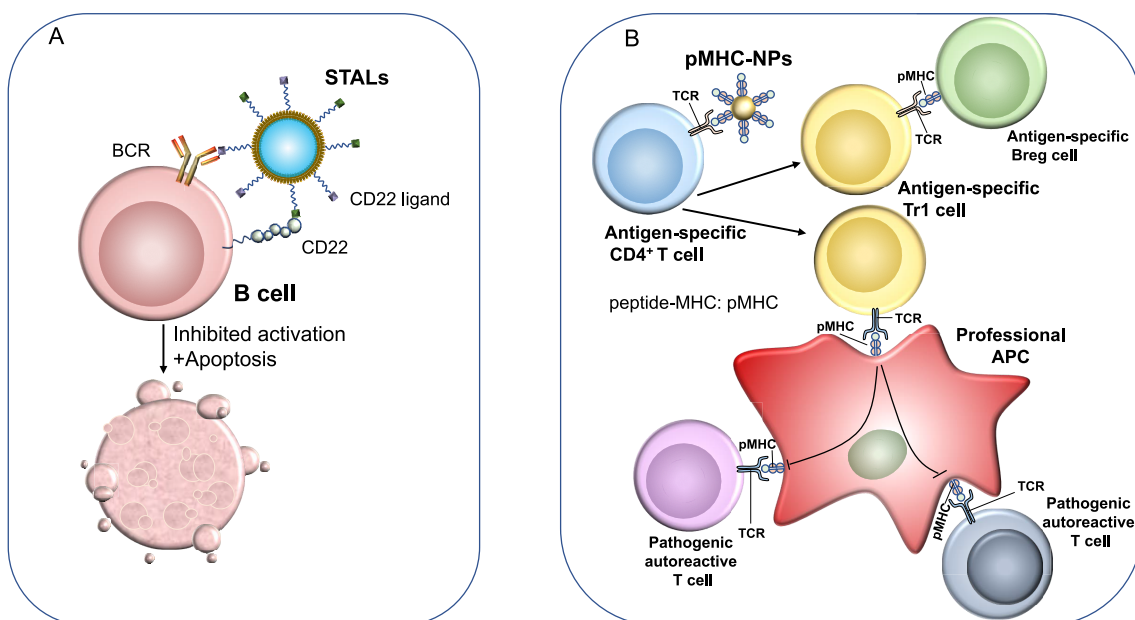 A
STALs
BCR
CD22 ligand
CD22
B cell
Inhibited activation
+Apoptosis
B
pMHC-NPs
TCR
pMHC
TCR
Antigen-specific
Breg cell
Antigen-specific
Tr1 cell
Antigen-specific
CD4⁺ T cell
peptide-MHC: pMHC
TCR
pMHC
Professional
APC
pMHC
TCR
Pathogenic
autoreactive
T cell
TCR
pMHC
Pathogenic
autoreactive
T cell